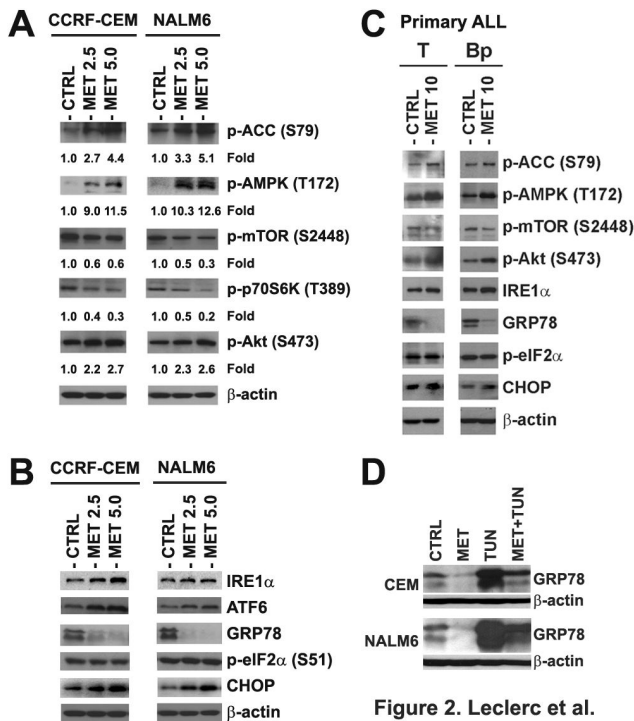 A
CCRF-CEM NALM6
CTRL MET 2.5 MET 5.0 CTRL MET 2.5 MET 5.0
p-ACC (S79)
1.0 2.7 4.4 1.0 3.3 5.1 Fold
p-AMPK (T172)
1.0 9.0 11.5 1.0 10.3 12.6 Fold
p-mTOR (S2448)
1.0 0.6 0.6 1.0 0.5 0.3 Fold
p-p70S6K (T389)
1.0 0.4 0.3 1.0 0.5 0.2 Fold
p-Akt (S473)
1.0 2.2 2.7 1.0 2.3 2.6 Fold
β-actin
B
CCRF-CEM NALM6
CTRL MET 2.5 MET 5.0 CTRL MET 2.5 MET 5.0
IRE1α
ATF6
GRP78
p-eIF2α (S51)
CHOP
β-actin
C
Primary ALL
T Bp
CTRL MET 10 CTRL MET 10
p-ACC (S79)
p-AMPK (T172)
p-mTOR (S2448)
p-Akt (S473)
IRE1α
GRP78
p-eIF2α
CHOP
β-actin
D
CTRL MET TUN MET+TUN
CEM GRP78
β-actin
NALM6 GRP78
β-actin
Figure 2. Leclerc et al.